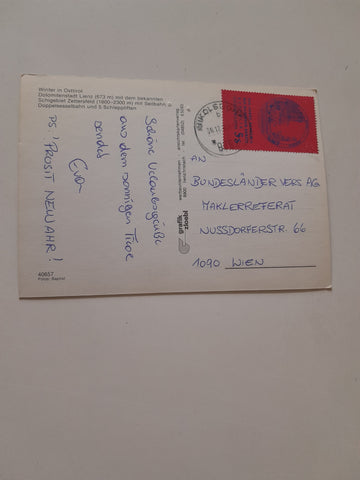 Winter in Osttirol
Dolomitenstadt Lienz (673 m) mit dem bekannten
Schigebiet Zettersfeld (1800–2300 m) mit Seilbahn
Doppelsesselbahn und 5 Schleppliften
Schöne Urlaubsgrüße
aus dem sonnigen Tirol
sendet
Eva
PS.: PROSIT NEUJAHR!
40657
grafik
zloebl
AN
BUNDESLÄNDER VERS AG
MAKLERREFERAT
NUSSDORFERSTR. 66
1090 WIEN